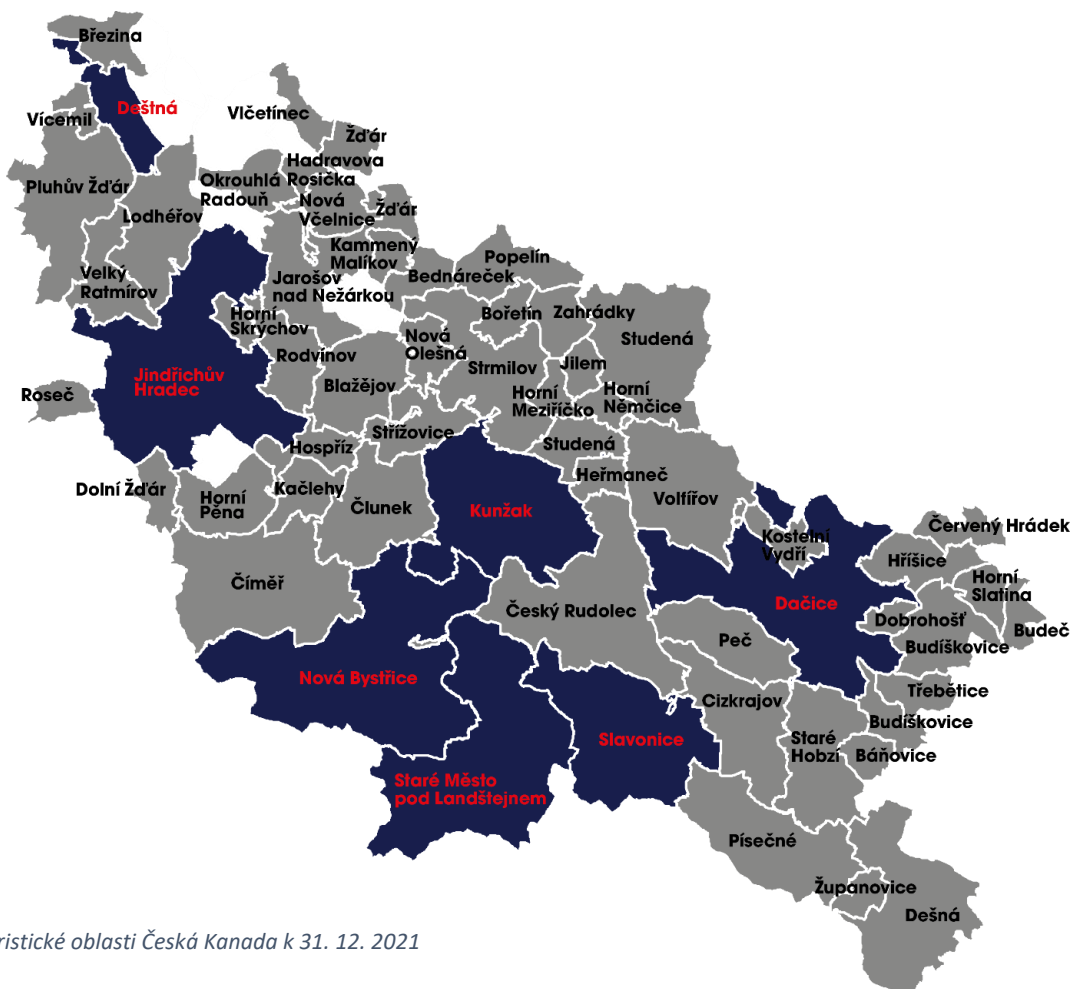 Březina
Deštná
Vícemil
Vlčetínec
Žďár
Hadravova
Rosička
Pluhův Žďár
Okrouhlá
Radouň
Lodhéřov
Nová
Včelnice
Žďár
Kammený
Malíkov
Popelín
Bednáreček
Velký
Ratmírov
Jarošov
nad Nežárkou
Horní
Skrýchov
Bořetín
Zahrádky
Studená
Nová
Olešná
Rodvínov
Strmilov
Jilem
Jindřichův
Hradec
Blažejov
Roseč
Horní
Meziříčko
Horní
Němčice
Střížovice
Hospříz
Studená
Heřmaneč
Dolní Žďár
Horní
Pěna
Kačlehy
Člunek
Kunžak
Volfířov
Kostelní
Vydří
Červený Hrádek
Hříšice
Číměř
Český Rudolec
Dačice
Horní
Slatina
Dobrohošť
Budeč
Peč
Budíškovice
Nová Bystřice
Cizkrajov
Třebětice
Budíškovice
Slavonice
Staré
Hobzí
Báňovice
Staré Město
pod Landštejnem
Písečné
Županovice
Dešná
ristické oblasti Česká Kanada k 31. 12. 2021